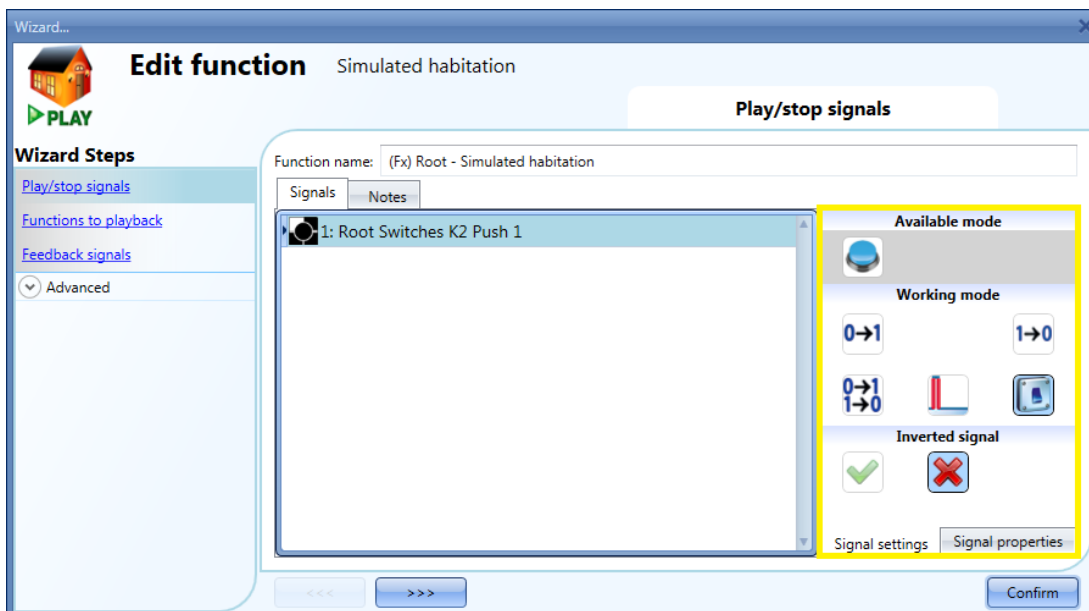 Wizard...
Edit function Simulated habitation
PLAY
Play/stop signals
Wizard Steps
Play/stop signals
Functions to playback
Feedback signals
Advanced
Function name: (Fx) Root - Simulated habitation
Signals Notes
1: Root Switches K2 Push 1
Available mode
Working mode
0→1 1→0
0→1
1→0
Inverted signal
Signal settings Signal properties
<<< >>> Confirm